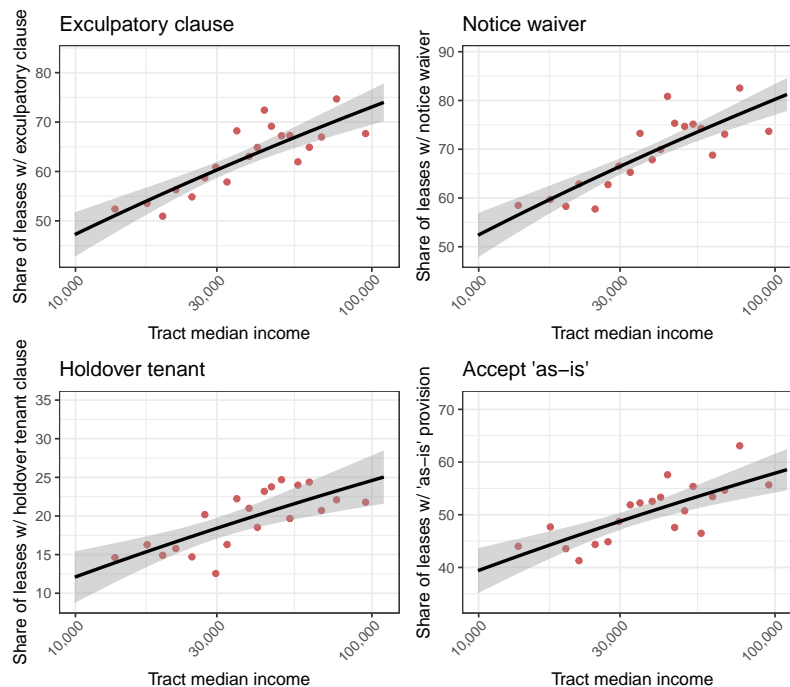 Exculpatory clause
Share of leases w/ exculpatory clause
80
70
60
50
10,000
30,000
100,000
Tract median income
Notice waiver
Share of leases w/ notice waiver
90
80
70
60
50
10,000
30,000
100,000
Tract median income
Holdover tenant
Share of leases w/ holdover tenant clause
35
30
25
20
15
10
10,000
30,000
100,000
Tract median income
Accept 'as−is'
Share of leases w/ 'as−is' provision
70
60
50
40
10,000
30,000
100,000
Tract median income